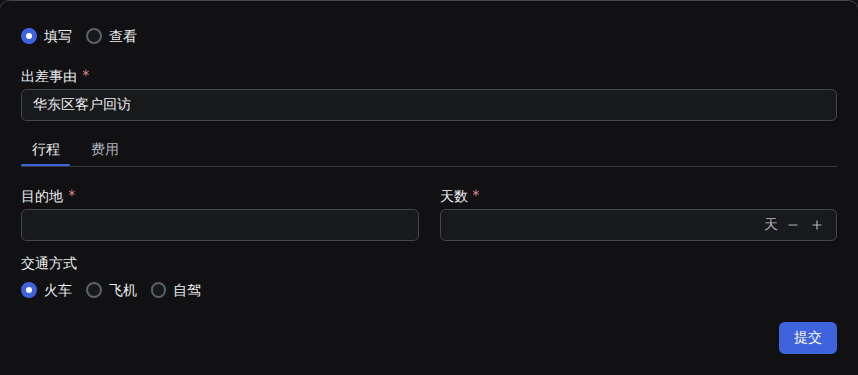 填写 查看
出差事由 *
华东区客户回访
行程 费用
目的地 * 天数 *
天
交通方式
火车 飞机 自驾
提交